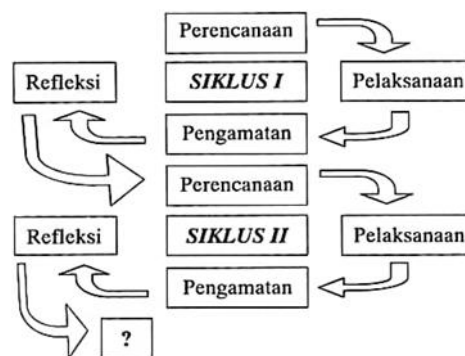 Perencanaan
Refleksi
SIKLUS I
Pelaksanaan
Pengamatan
Perencanaan
Refleksi
SIKLUS II
Pelaksanaan
Pengamatan
?